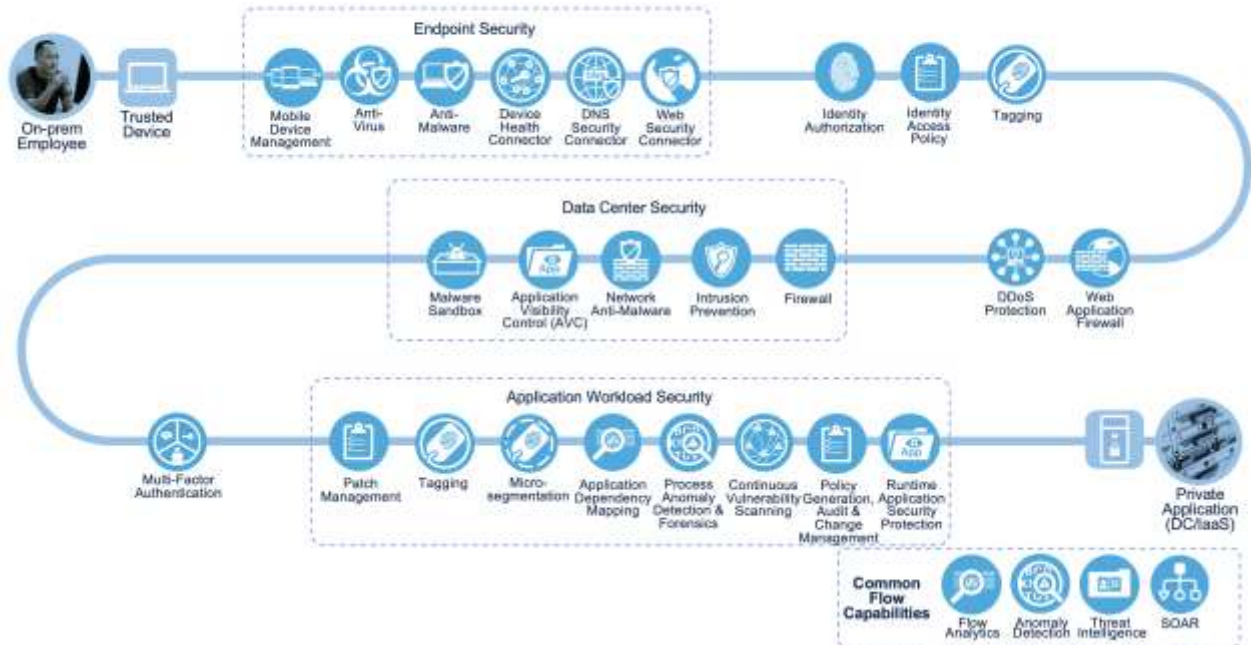 Endpoint Security
On-prem
Employee
Trusted
Device
Mobile
Device
Management
Anti-
Virus
Anti-
Malware
Device
Health
Connector
DNS
Security
Connector
Web
Security
Connector
Identity
Authorization
Identity
Access
Policy
Tagging
Data Center Security
Malware
Sandbox
App
Application
Visibility
Control (AVC)
Network
Anti-Malware
Intrusion
Prevention
Firewall
DDoS
Protection
Web
Application
Firewall
Application Workload Security
Multi-Factor
Authentication
Patch
Management
Tagging
Micro-
segmentation
Application
Dependency
Mapping
Process
Anomaly
Detection &
Forensics
Continuous
Vulnerability
Scanning
Policy
Generation,
Audit &
Change
Management
App
Runtime
Application
Security
Protection
Private
Application
(DC/IaaS)
Common
Flow
Capabilities
Flow
Analytics
Anomaly
Detection
Threat
Intelligence
SOAR